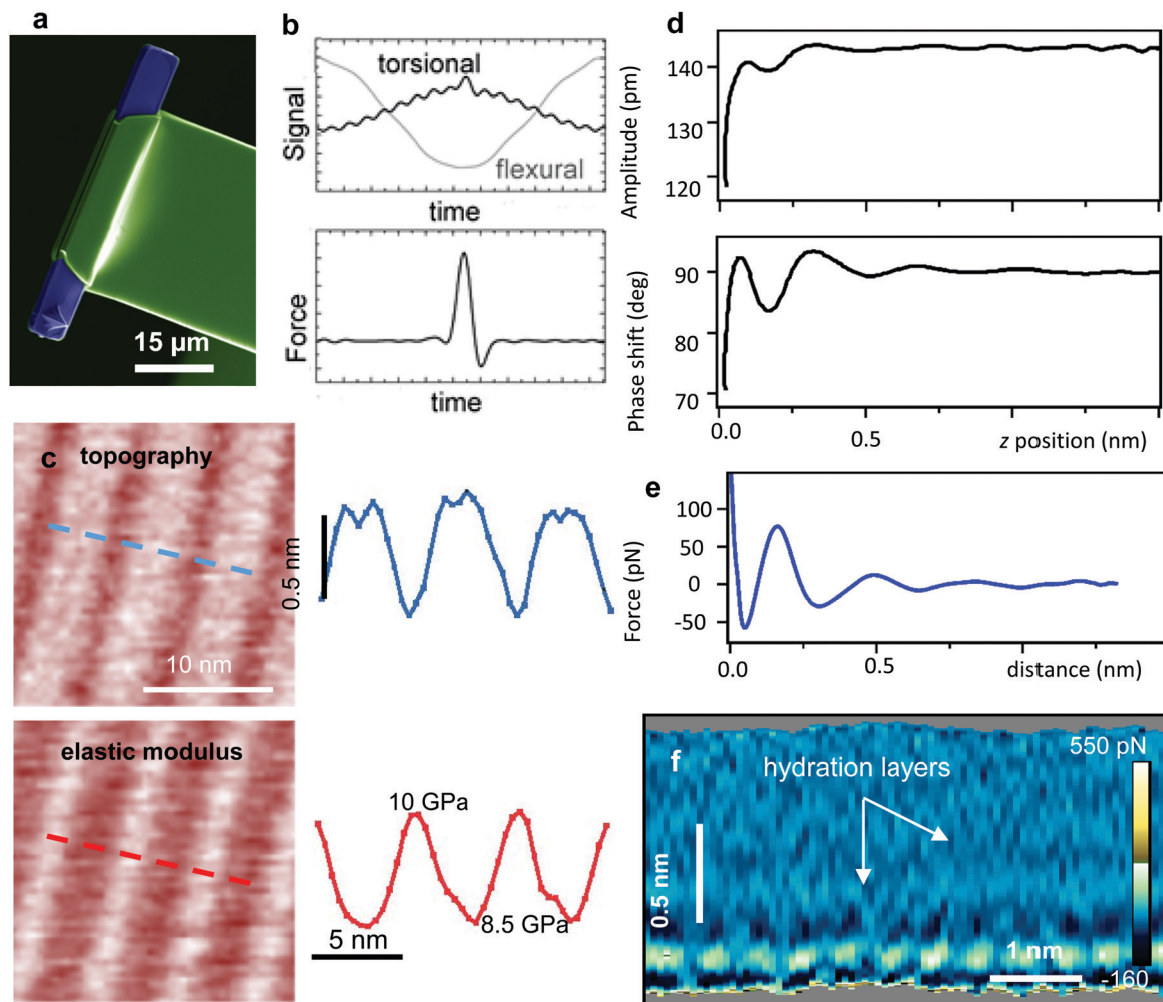 a
15 μm
b
torsional
flexural
Signal
time
Force
time
c
topography
10 nm
0.5 nm
elastic modulus
10 GPa
8.5 GPa
5 nm
d
Amplitude (pm)
140
130
120
Phase shift (deg)
90
80
70
0.0
0.5
z position (nm)
e
Force (pN)
100
50
0
-50
0.0
0.5
distance (nm)
f
hydration layers
550 pN
0.5 nm
1 nm
-160